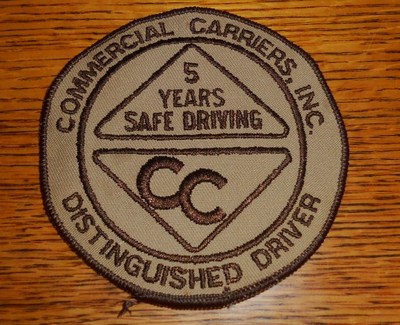 COMMERCIAL CARRIERS, INC.
5
YEARS
SAFE DRIVING
CC
DISTINGUISHED DRIVER